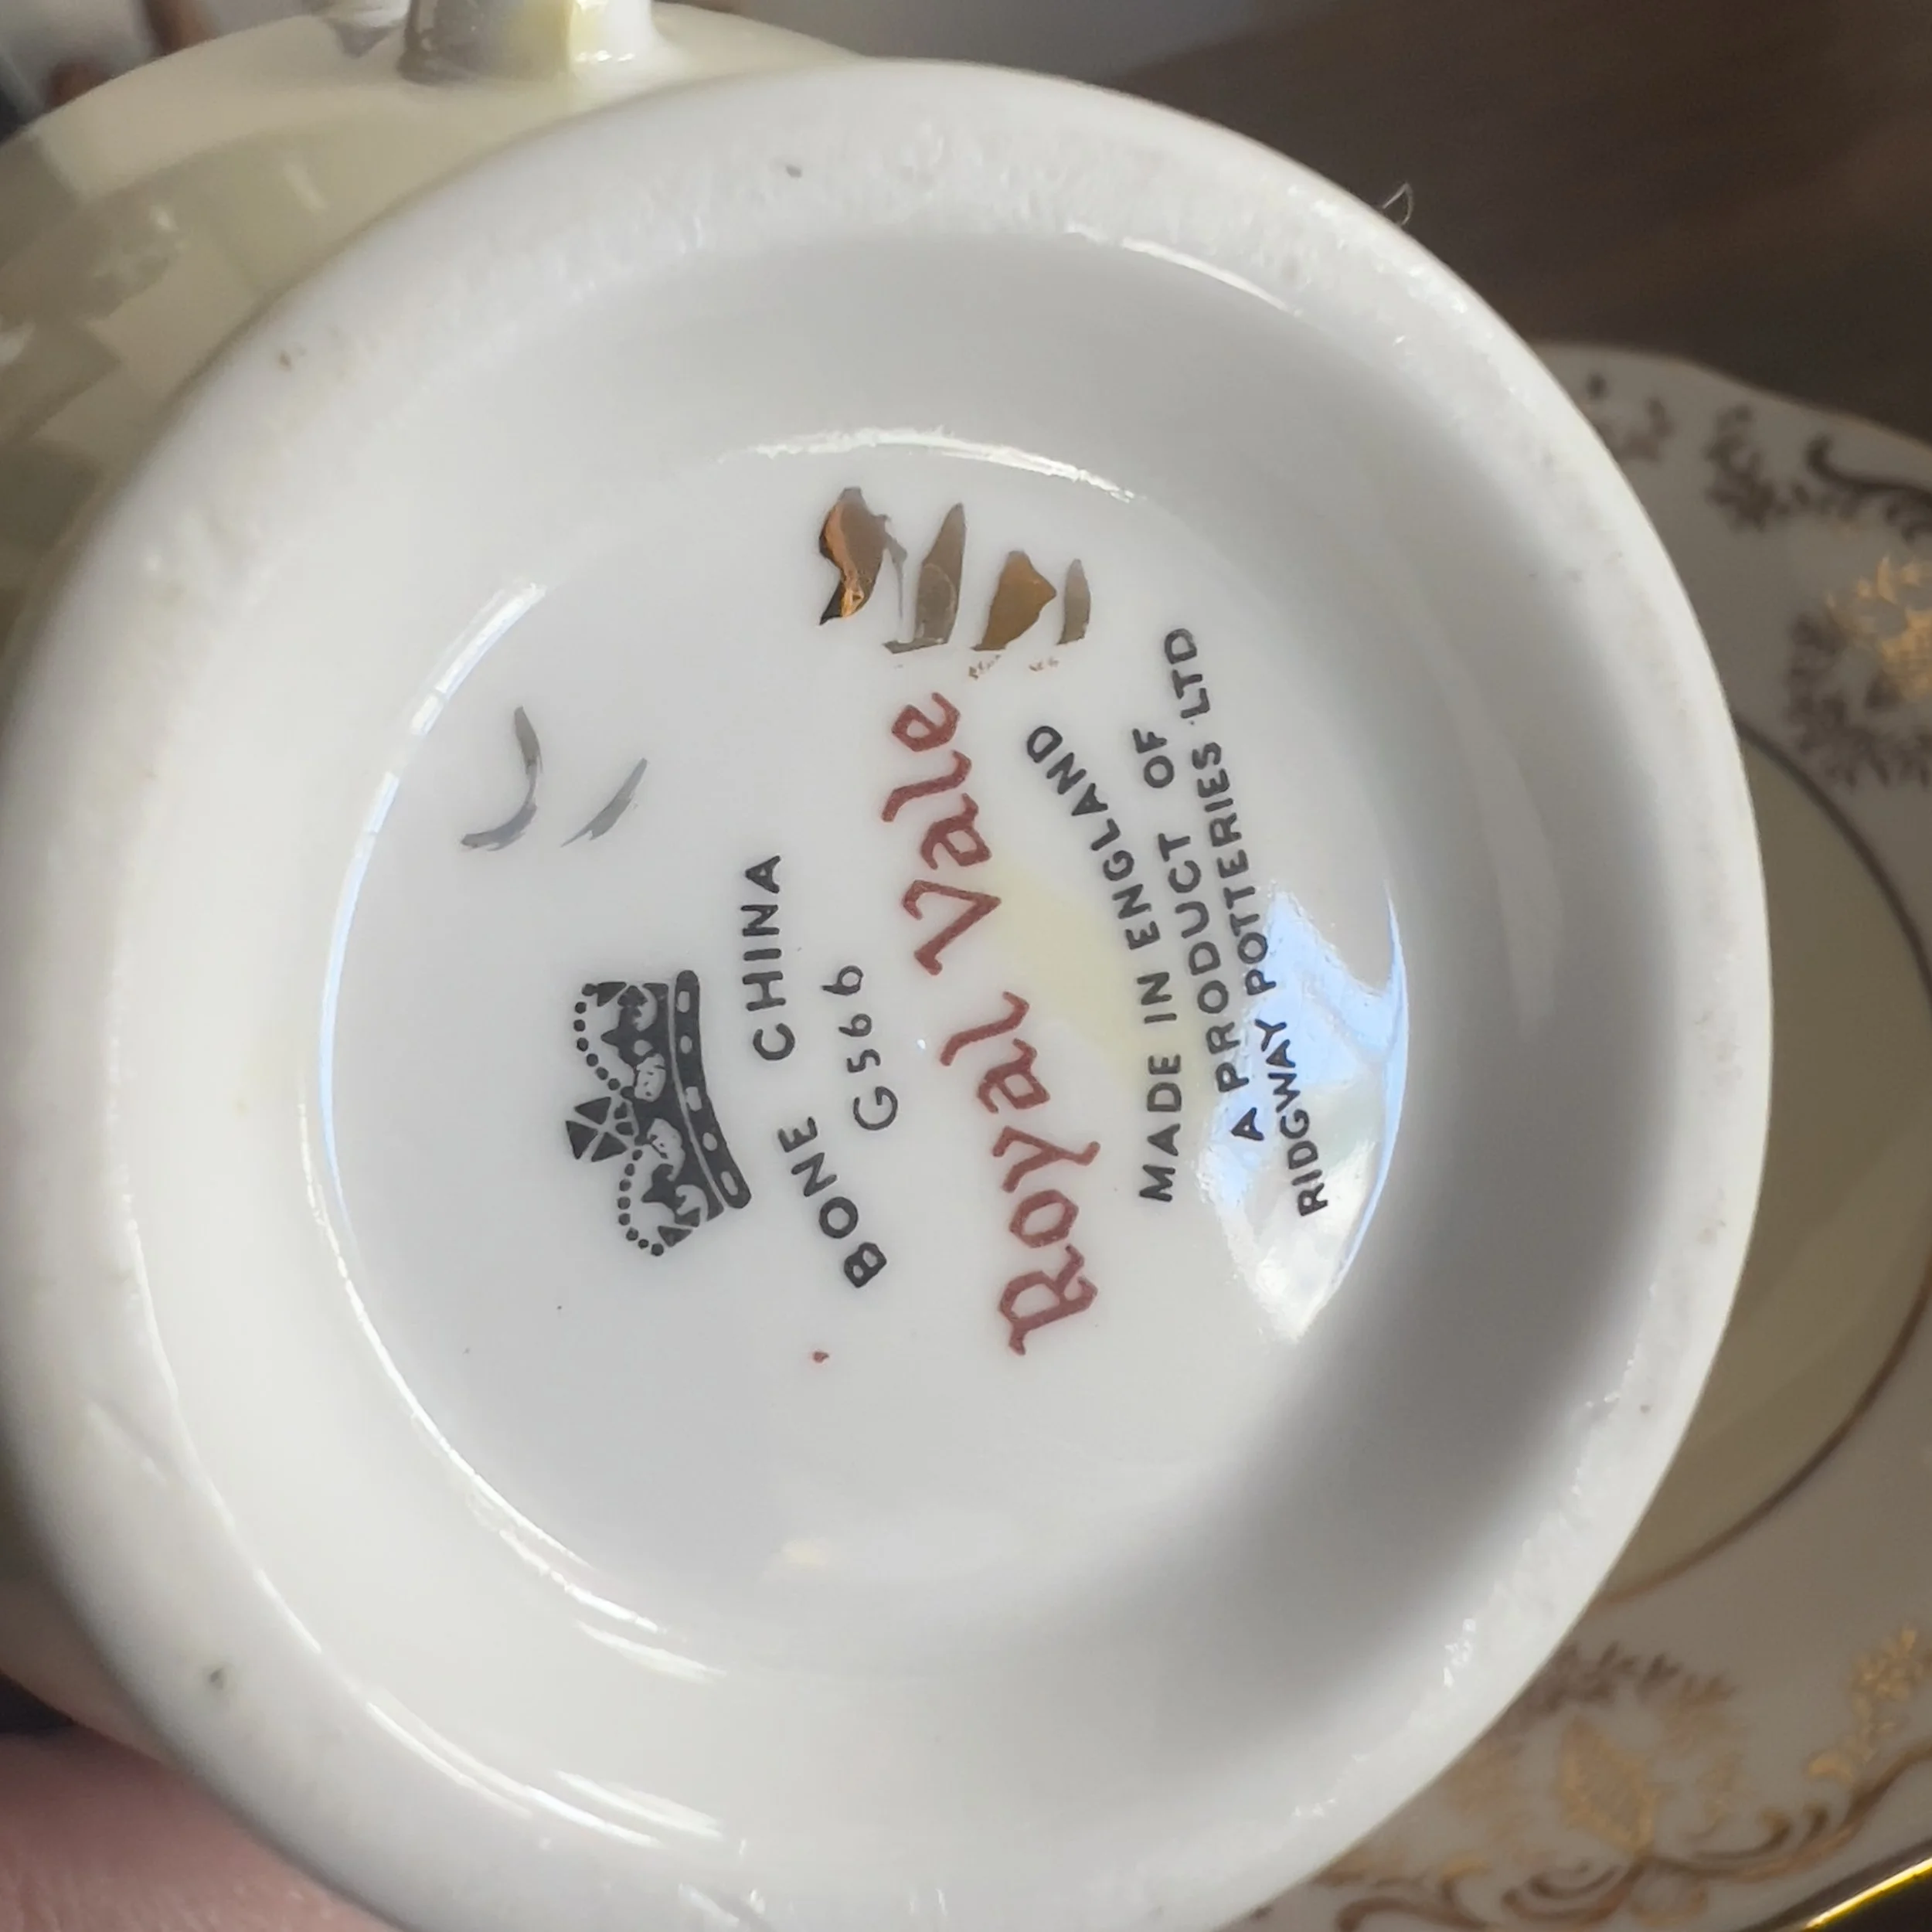 BONE CHINA
G566
Royal Vale
MADE IN ENGLAND
A PRODUCT OF
RIDGWAY POTTERIES LTD